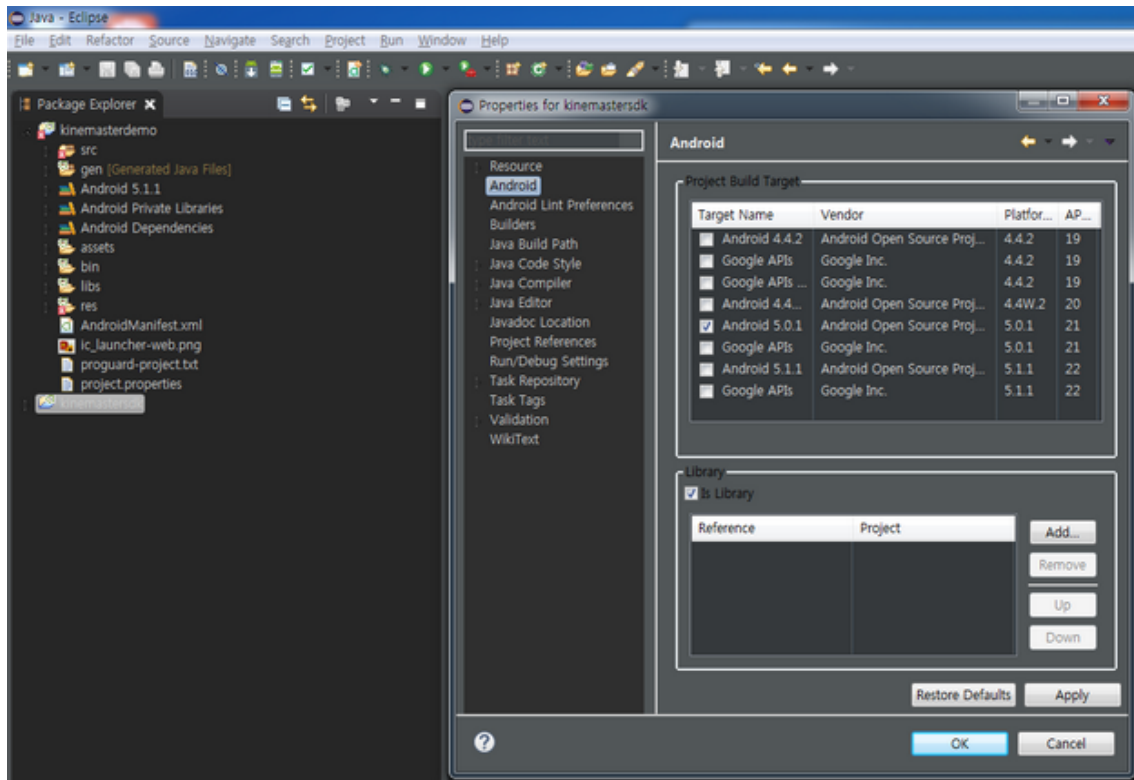 Java - Eclipse
File Edit Refactor Source Navigate Search Project Run Window Help
Package Explorer
kinemasterdemo
src
gen [Generated Java Files]
Android 5.1.1
Android Private Libraries
Android Dependencies
assets
bin
libs
res
AndroidManifest.xml
ic_launcher-web.png
proguard-project.txt
project.properties
kinemastersdk
Properties for kinemastersdk
type filter text
Resource
Android
Android Lint Preferences
Builders
Java Build Path
Java Code Style
Java Compiler
Java Editor
Javadoc Location
Project References
Run/Debug Settings
Task Repository
Task Tags
Validation
WikiText
Android
Project Build Target
Target Name Vendor Platfor... AP...
Android 4.4.2 Android Open Source Proj... 4.4.2 19
Google APIs Google Inc. 4.4.2 19
Google APIs ... Google Inc. 4.4.2 19
Android 4.4... Android Open Source Proj... 4.4W.2 20
Android 5.0.1 Android Open Source Proj... 5.0.1 21
Google APIs Google Inc. 5.0.1 21
Android 5.1.1 Android Open Source Proj... 5.1.1 22
Google APIs Google Inc. 5.1.1 22
Library
Is Library
Reference Project
Add...
Remove
Up
Down
Restore Defaults Apply
OK Cancel